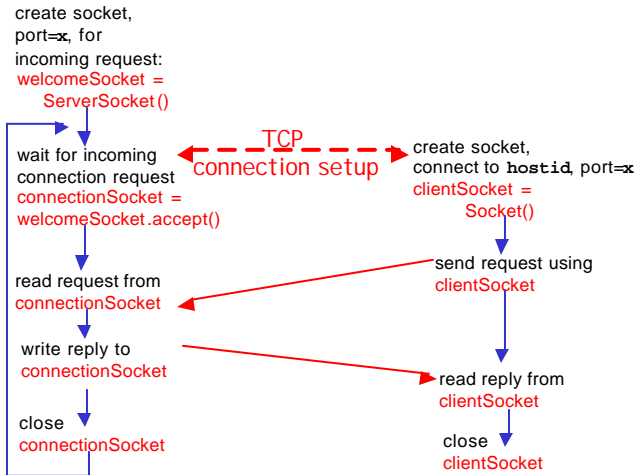 create socket,
port=x, for
incoming request:
welcomeSocket =
ServerSocket()
TCP
connection setup
wait for incoming
connection request
connectionSocket =
welcomeSocket.accept()
create socket,
connect to hostid, port=x
clientSocket =
Socket()
send request using
clientSocket
read request from
connectionSocket
write reply to
connectionSocket
read reply from
clientSocket
close
connectionSocket
close
clientSocket